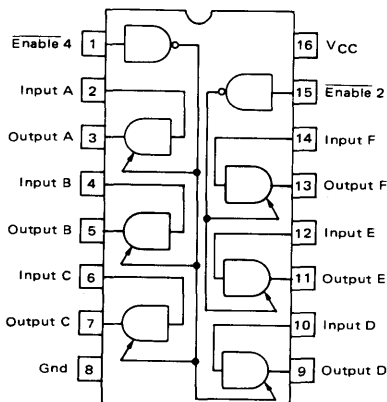 Enable 4 1
Input A 2
Output A 3
Input B 4
Output B 5
Input C 6
Output C 7
Gnd 8
16 VCC
15 Enable 2
14 Input F
13 Output F
12 Input E
11 Output E
10 Input D
9 Output D